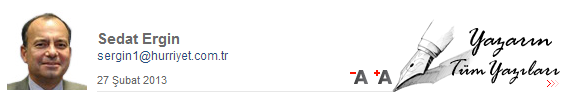 Sedat Ergin
sergin1@hurriyet.com.tr
27 Şubat 2013
-A +A
Yazarın
Tüm Yazıları